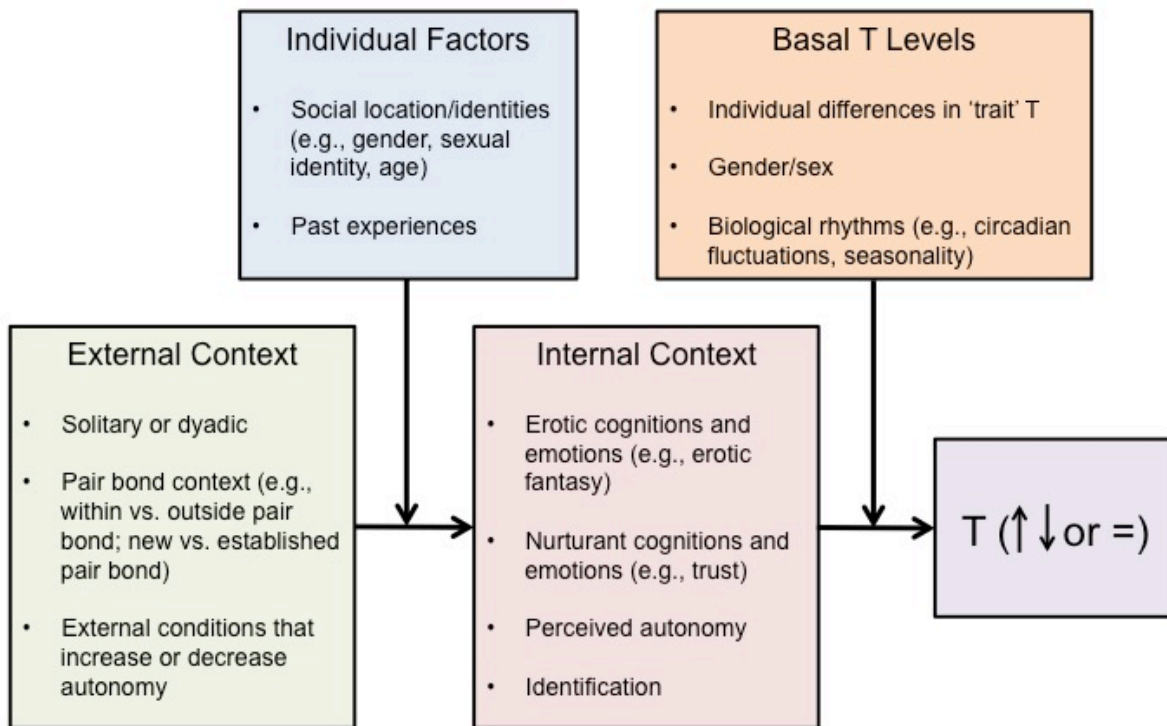 Individual Factors
• Social location/identities
(e.g., gender, sexual
identity, age)
• Past experiences
Basal T Levels
• Individual differences in ‘trait’ T
• Gender/sex
• Biological rhythms (e.g., circadian
fluctuations, seasonality)
External Context
• Solitary or dyadic
• Pair bond context (e.g.,
within vs. outside pair
bond; new vs. established
pair bond)
• External conditions that
increase or decrease
autonomy
Internal Context
• Erotic cognitions and
emotions (e.g., erotic
fantasy)
• Nurturant cognitions and
emotions (e.g., trust)
• Perceived autonomy
• Identification
T (↑↓or =)